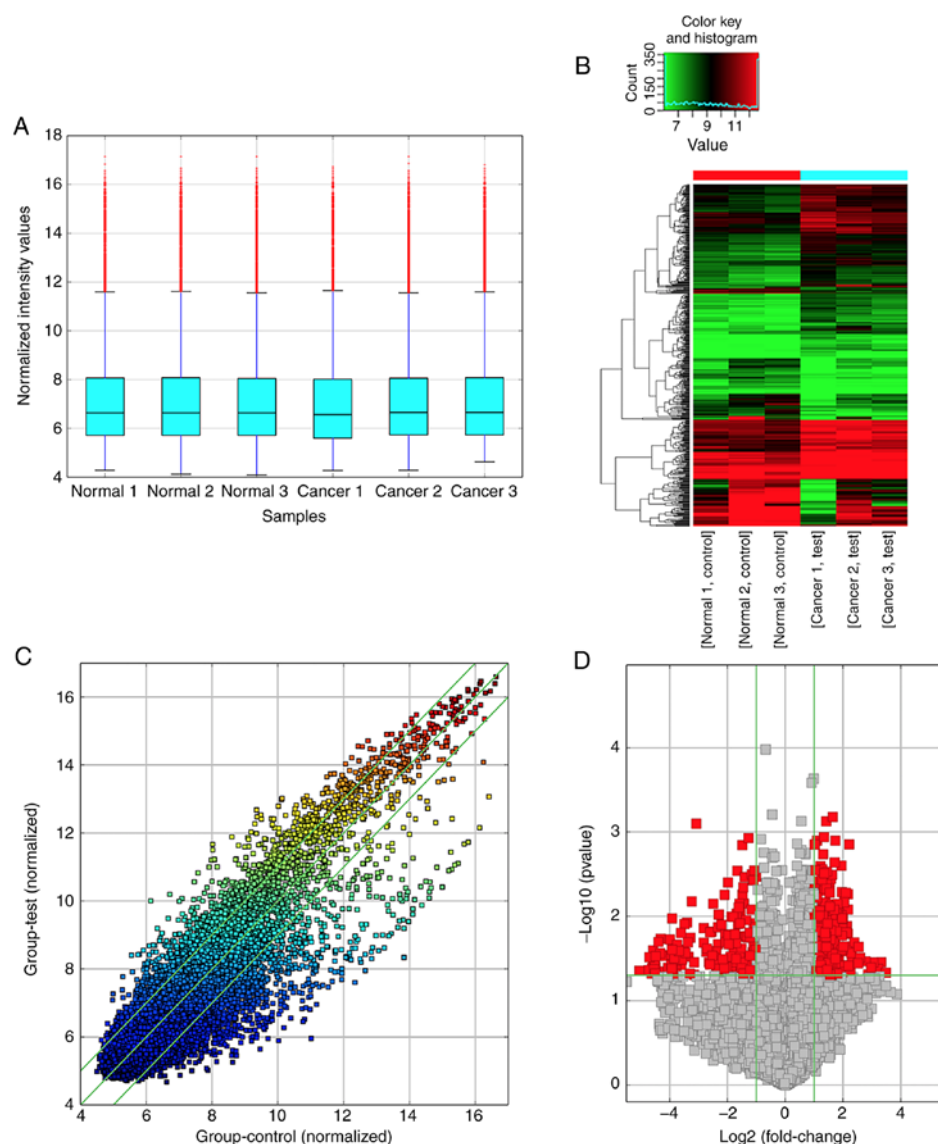 A
18
16
14
12
10
8
6
4
Normalized intensity values
Normal 1 Normal 2 Normal 3 Cancer 1 Cancer 2 Cancer 3
Samples
B
Color key
and histogram
350
150
0
Count
7 9 11
Value
[Normal 1, control]
[Normal 2, control]
[Normal 3, control]
[Cancer 1, test]
[Cancer 2, test]
[Cancer 3, test]
C
16
14
12
10
8
6
4
Group-test (normalized)
4 6 8 10 12 14 16
Group-control (normalized)
D
4
3
2
1
0
–Log10 (pvalue)
−4 −2 0 2 4
Log2 (fold-change)